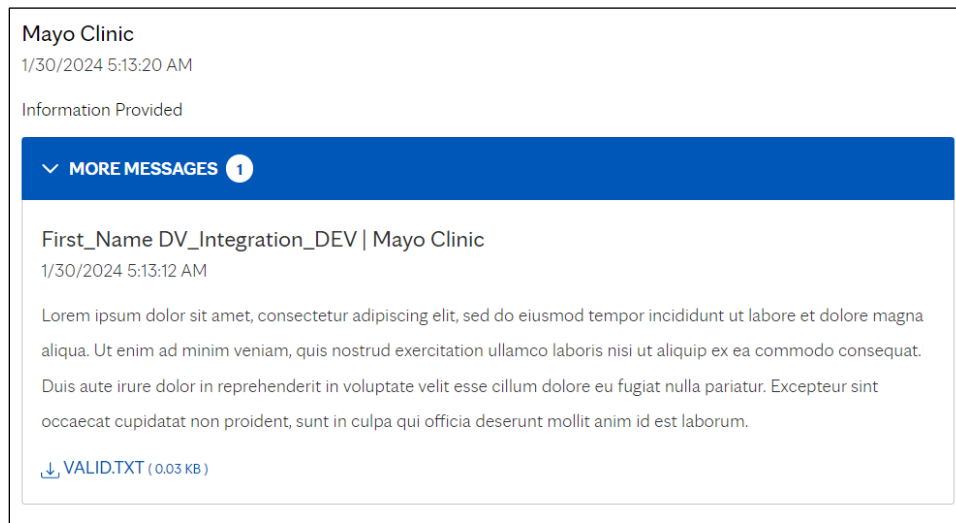 Mayo Clinic
1/30/2024 5:13:20 AM
Information Provided
MORE MESSAGES 1
First_Name DV_Integration_DEV | Mayo Clinic
1/30/2024 5:13:12 AM
Lorem ipsum dolor sit amet, consectetur adipiscing elit, sed do eiusmod tempor incididunt ut labore et dolore magna
aliqua. Ut enim ad minim veniam, quis nostrud exercitation ullamco laboris nisi ut aliquip ex ea commodo consequat.
Duis aute irure dolor in reprehenderit in voluptate velit esse cillum dolore eu fugiat nulla pariatur. Excepteur sint
occaecat cupidatat non proident, sunt in culpa qui officia deserunt mollit anim id est laborum.
VALID.TXT ( 0.03 KB )